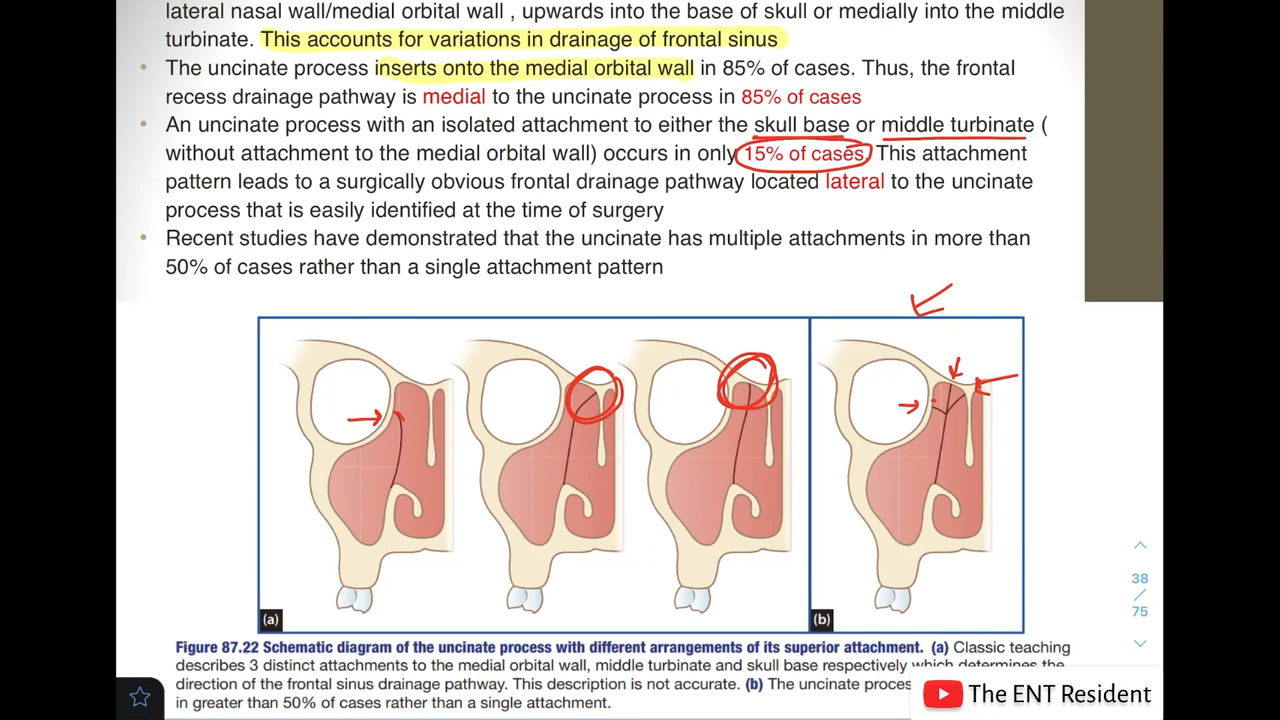 lateral nasal wall/medial orbital wall , upwards into the base of skull or medially into the middle
turbinate. This accounts for variations in drainage of frontal sinus
• The uncinate process inserts onto the medial orbital wall in 85% of cases. Thus, the frontal
recess drainage pathway is medial to the uncinate process in 85% of cases
• An uncinate process with an isolated attachment to either the skull base or middle turbinate (
without attachment to the medial orbital wall) occurs in only 15% of cases. This attachment
pattern leads to a surgically obvious frontal drainage pathway located lateral to the uncinate
process that is easily identified at the time of surgery
• Recent studies have demonstrated that the uncinate has multiple attachments in more than
50% of cases rather than a single attachment pattern
(a)
(b)
38
/
75
Figure 87.22 Schematic diagram of the uncinate process with different arrangements of its superior attachment. (a) Classic teaching
describes 3 distinct attachments to the medial orbital wall, middle turbinate and skull base respectively which determines the
direction of the frontal sinus drainage pathway. This description is not accurate. (b) The uncinate
in greater than 50% of cases rather than a single attachment.
The ENT Resident